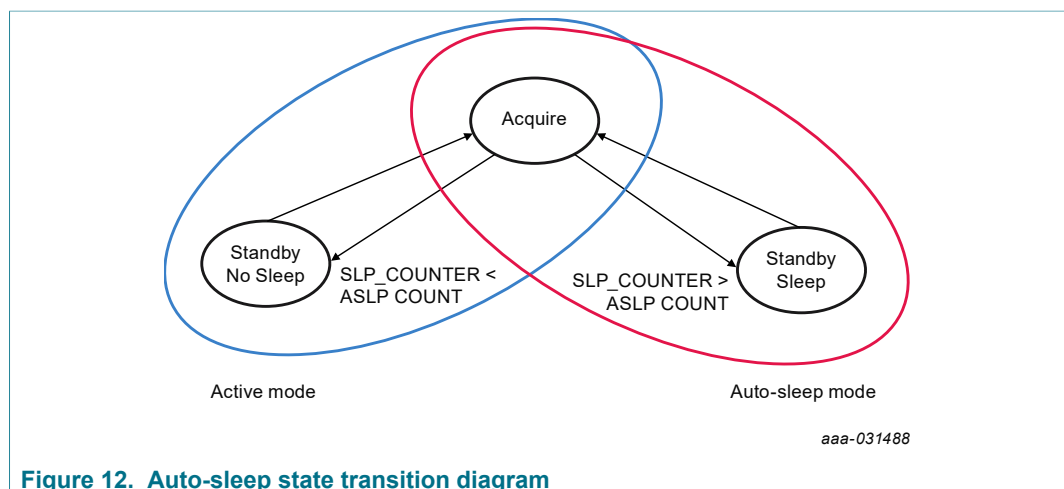 Acquire
Standby
No Sleep
SLP_COUNTER <
ASLP COUNT
SLP_COUNTER >
ASLP COUNT
Standby
Sleep
Active mode
Auto-sleep mode
aaa-031488
Figure 12. Auto-sleep state transition diagram